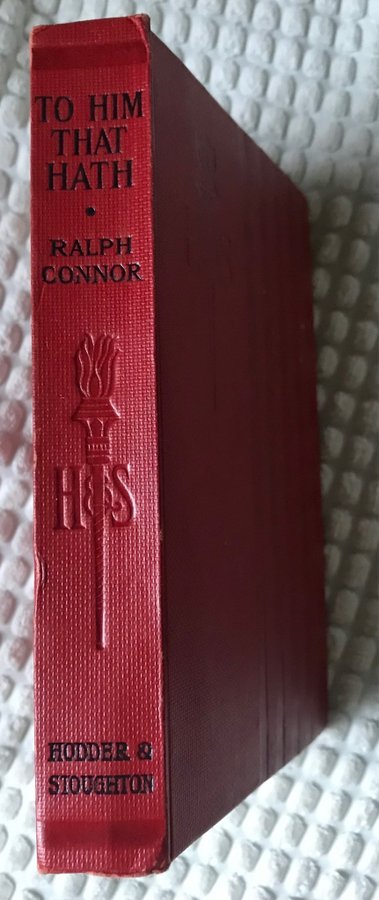 TO HIM
THAT
HATH
•
RALPH
CONNOR
H&S
HODDER &
STOUGHTON